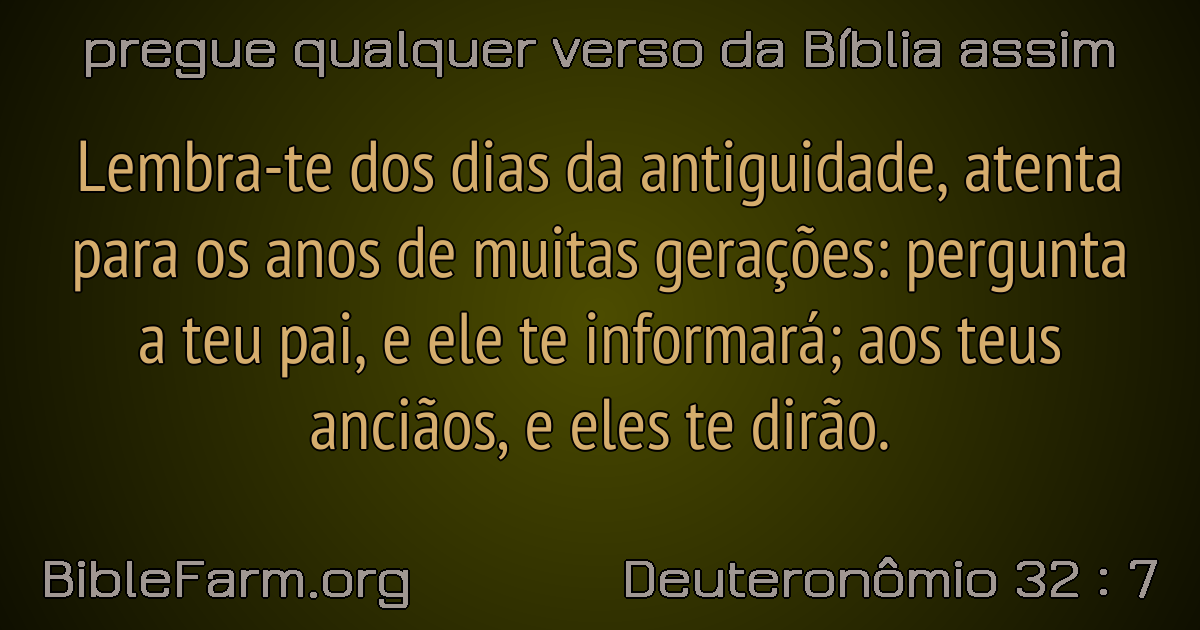 pregue qualquer verso da Bíblia assim
Lembra-te dos dias da antiguidade, atenta
para os anos de muitas gerações: pergunta
a teu pai, e ele te informará; aos teus
anciãos, e eles te dirão.
BibleFarm.org
Deuteronômio 32 : 7